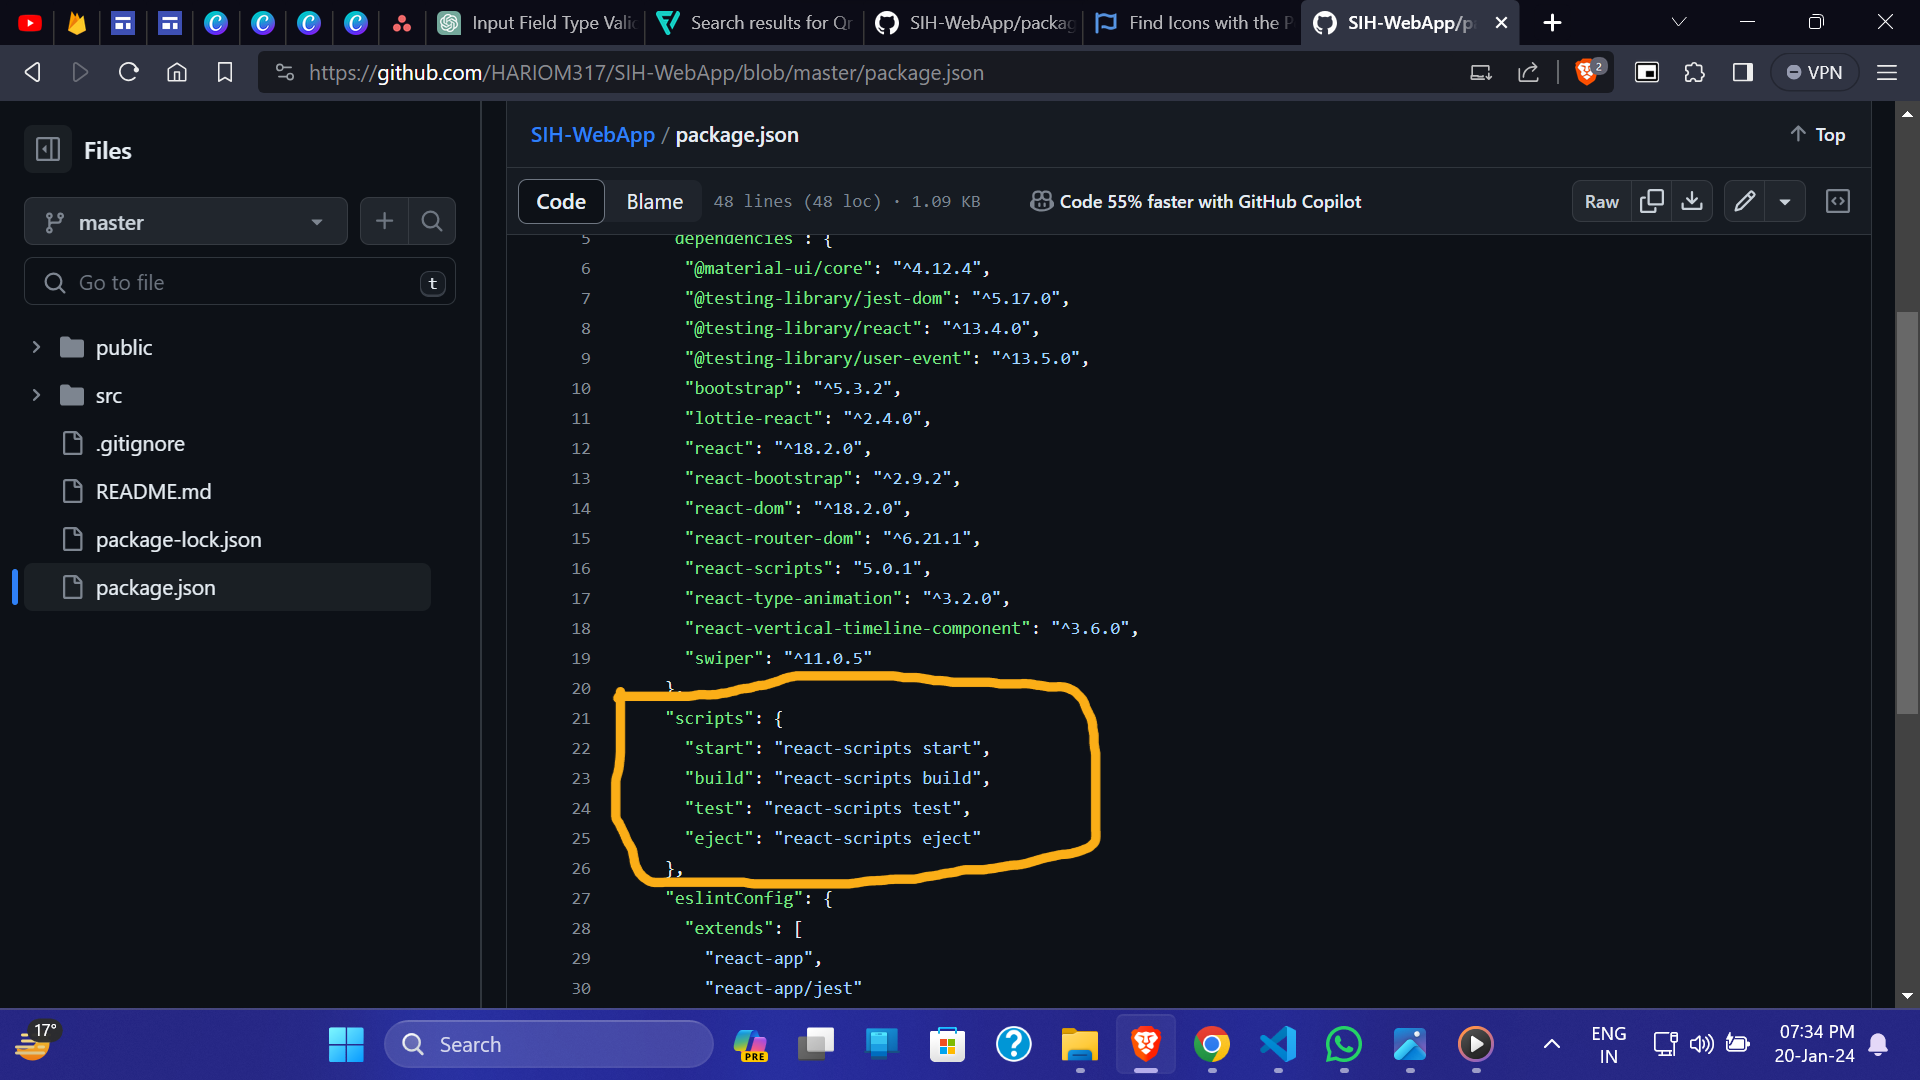 Input Field Type Valid
Search results for Qr
SIH-WebApp/packag
Find Icons with the P
SIH-WebApp/pa
https://github.com/HARIOM317/SIH-WebApp/blob/master/package.json
2
VPN
Files
SIH-WebApp / package.json
Top
master
Code
Blame
48 lines (48 loc) · 1.09 KB
Code 55% faster with GitHub Copilot
Raw
Go to file
t
public
src
.gitignore
README.md
package-lock.json
package.json
5 "dependencies": {
6 "@material-ui/core": "^4.12.4",
7 "@testing-library/jest-dom": "^5.17.0",
8 "@testing-library/react": "^13.4.0",
9 "@testing-library/user-event": "^13.5.0",
10 "bootstrap": "^5.3.2",
11 "lottie-react": "^2.4.0",
12 "react": "^18.2.0",
13 "react-bootstrap": "^2.9.2",
14 "react-dom": "^18.2.0",
15 "react-router-dom": "^6.21.1",
16 "react-scripts": "5.0.1",
17 "react-type-animation": "^3.2.0",
18 "react-vertical-timeline-component": "^3.6.0",
19 "swiper": "^11.0.5"
20 },
21 "scripts": {
22 "start": "react-scripts start",
23 "build": "react-scripts build",
24 "test": "react-scripts test",
25 "eject": "react-scripts eject"
26 },
27 "eslintConfig": {
28 "extends": [
29 "react-app",
30 "react-app/jest"
17°
Search
PRE
ENG
IN
07:34 PM
20-Jan-24